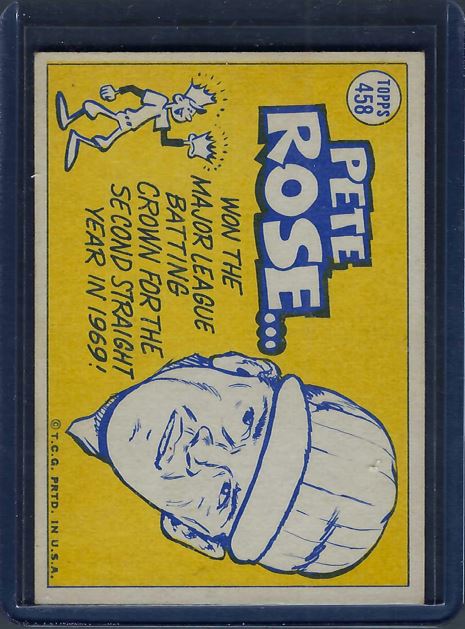 TOPPS
458
PETE
ROSE...
WON THE
MAJOR LEAGUE
BATTING
CROWN FOR THE
SECOND STRAIGHT
YEAR IN 1969!
© T.C.G. PRTD. IN U.S.A.